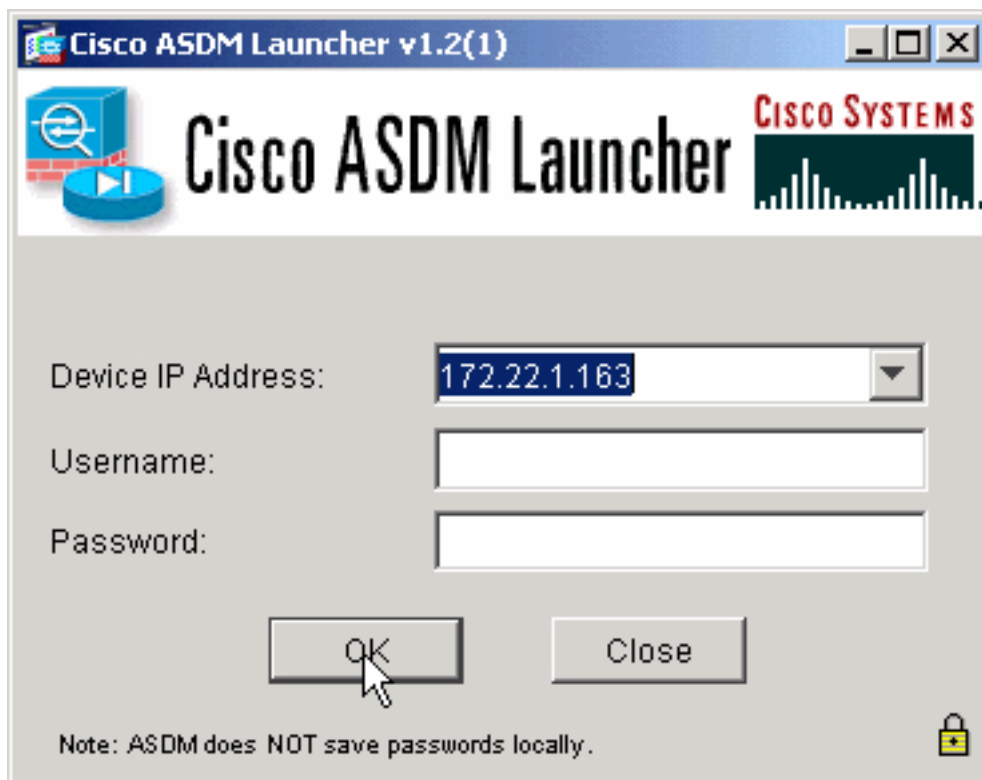 Cisco ASDM Launcher v1.2(1)
Cisco ASDM Launcher
CISCO SYSTEMS
Device IP Address: 172.22.1.163
Username:
Password:
OK Close
Note: ASDM does NOT save passwords locally.